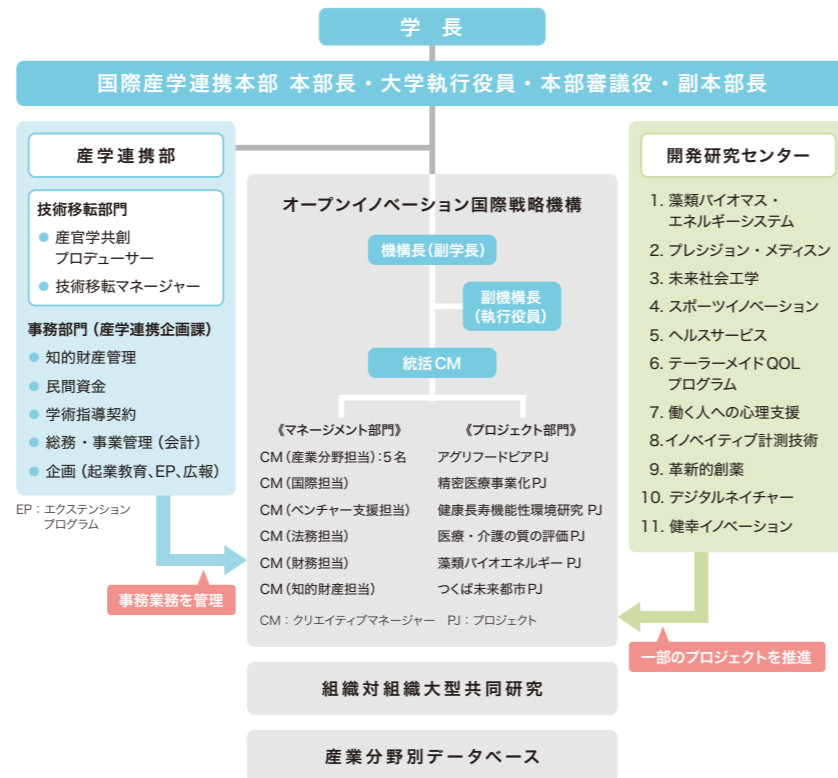 学 長
国際産学連携本部 本部長・大学執行役員・本部審議役・副本部長
産学連携部
技術移転部門
● 産官学共創
プロデューサー
● 技術移転マネージャー
事務部門（産学連携企画課）
● 知的財産管理
● 民間資金
● 学術指導契約
● 総務・事業管理（会計）
● 企画（起業教育、EP、広報）
EP：エクステンション
プログラム
事務業務を管理
オープンイノベーション国際戦略機構
機構長（副学長）
副機構長
（執行役員）
統括CM
《マネージメント部門》
CM（産業分野担当）：5名
CM（国際担当）
CM（ベンチャー支援担当）
CM（法務担当）
CM（財務担当）
CM（知的財産担当）
《プロジェクト部門》
アグリフードピアPJ
精密医療事業化PJ
健康長寿機能性環境研究 PJ
医療・介護の質の評価PJ
藻類バイオエネルギー PJ
つくば未来都市PJ
CM：クリエイティブマネージャー　PJ：プロジェクト
組織対組織大型共同研究
産業分野別データベース
開発研究センター
1. 藻類バイオマス・
エネルギーシステム
2. プレシジョン・メディスン
3. 未来社会工学
4. スポーツイノベーション
5. ヘルスサービス
6. テーラーメイドQOL
プログラム
7. 働く人への心理支援
8. イノベイティブ計測技術
9. 革新的創薬
10. デジタルネイチャー
11. 健幸イノベーション
一部のプロジェクトを推進